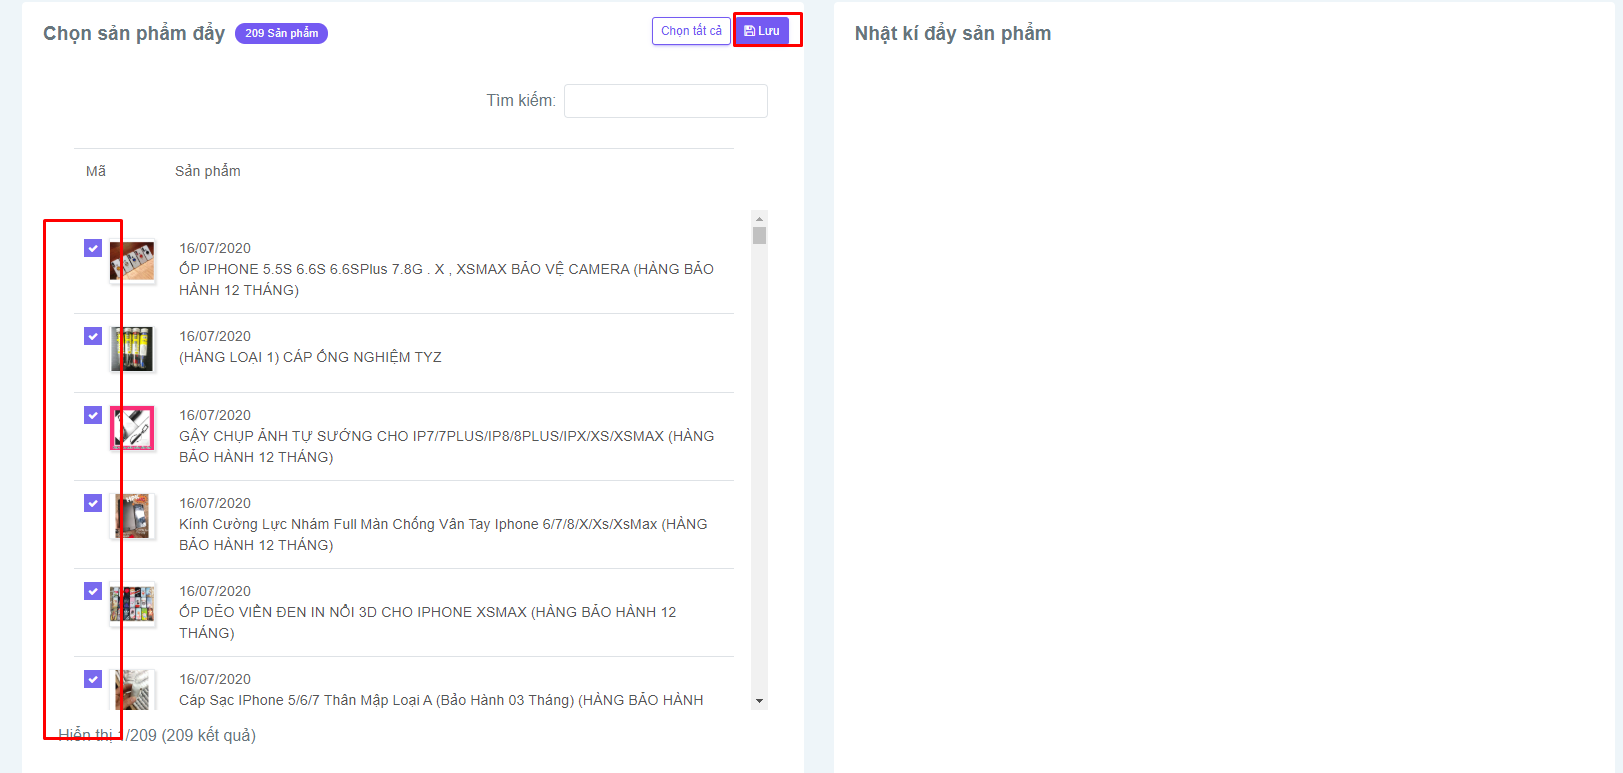 Chọn sản phẩm đẩy 209 Sản phẩm Chọn tất cả Lưu
Nhật kí đẩy sản phẩm
Tìm kiếm:
Mã Sản phẩm
16/07/2020
ỐP IPHONE 5.5S 6.6S 6.6SPlus 7.8G . X , XSMAX BẢO VỆ CAMERA (HÀNG BẢO
HÀNH 12 THÁNG)
16/07/2020
(HÀNG LOẠI 1) CÁP ỐNG NGHIỆM TYZ
16/07/2020
GẬY CHỤP ẢNH TỰ SƯỚNG CHO IP7/7PLUS/IP8/8PLUS/IPX/XS/XSMAX (HÀNG
BẢO HÀNH 12 THÁNG)
16/07/2020
Kính Cường Lực Nhám Full Màn Chống Vân Tay Iphone 6/7/8/X/Xs/XsMax (HÀNG
BẢO HÀNH 12 THÁNG)
16/07/2020
ỐP DẺO VIỀN ĐEN IN NỔI 3D CHO IPHONE XSMAX (HÀNG BẢO HÀNH 12
THÁNG)
16/07/2020
Cáp Sạc IPhone 5/6/7 Thân Mập Loại A (Bảo Hành 03 Tháng) (HÀNG BẢO HÀNH
Hiển thị 1/209 (209 kết quả)